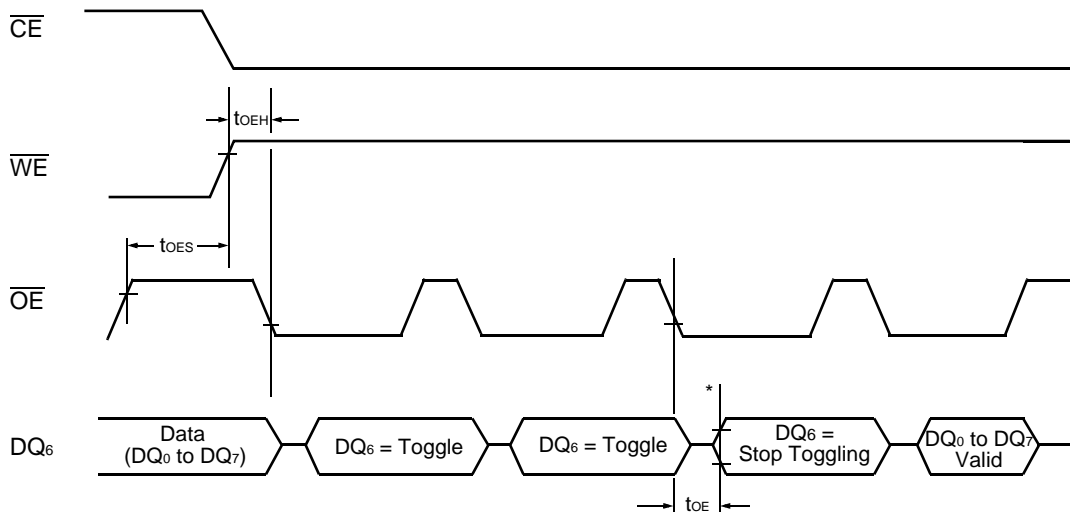 CE
tOEH
WE
tOES
OE
*
DQ6
Data
(DQ0 to DQ7)
DQ6 = Toggle
DQ6 = Toggle
DQ6 =
Stop Toggling
DQ0 to DQ7
Valid
tOE